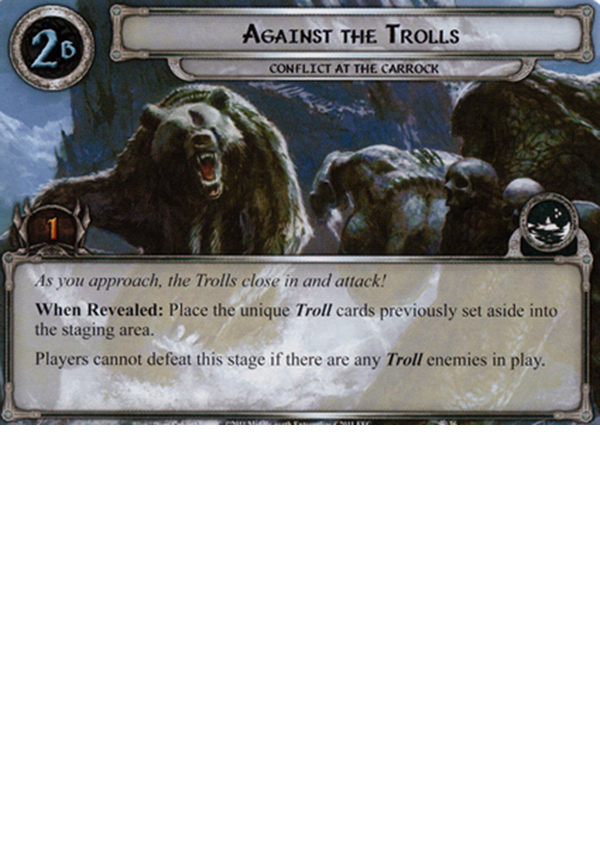 2B
AGAINST THE TROLLS
CONFLICT AT THE CARROCK
1
As you approach, the Trolls close in and attack!
When Revealed: Place the unique Troll cards previously set aside into
the staging area.
Players cannot defeat this stage if there are any Troll enemies in play.